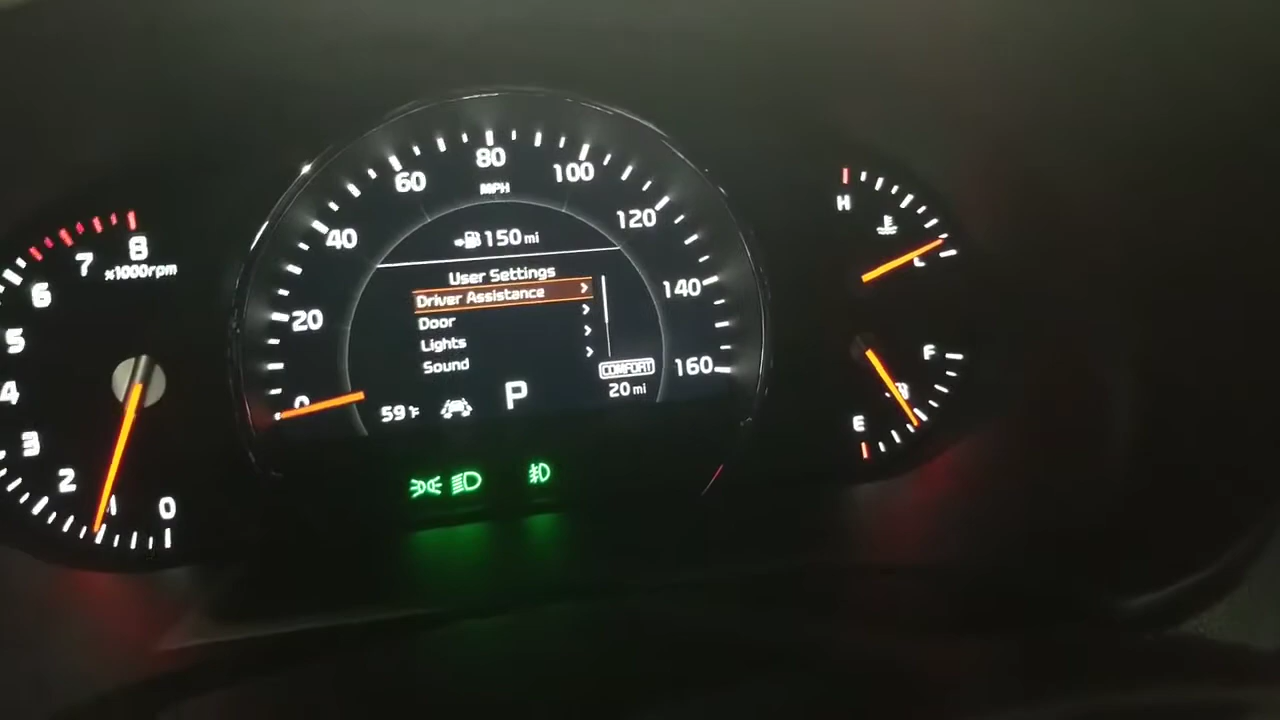 8
7
x1000rpm
6
5
4
3
2
1
0
80
60
100
MPH
40
120
20
140
160
0
150 mi
User Settings
Driver Assistance
Door
Lights
Sound
COMFORT
20 mi
59°F
P
H
L
F
E